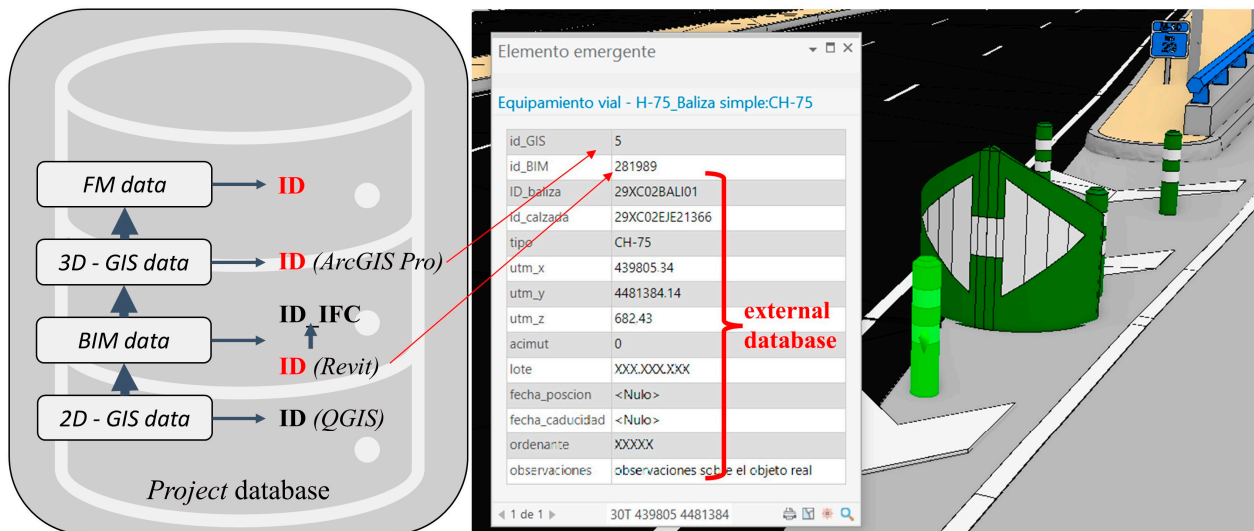 FM data
ID
3D - GIS data
ID (ArcGIS Pro)
BIM data
ID_IFC
ID (Revit)
2D - GIS data
ID (QGIS)
Project database
Elemento emergente
Equipamiento vial - H-75_Baliza simple:CH-75
id_GIS 5
id_BIM 281989
ID_baliza 29XC02BALI01
id_calzada 29XC02EJE21366
tipo CH-75
utm_x 439805.34
utm_y 4481384.14
utm_z 682.43
acimut 0
lote XXX.XXX.XXX
fecha_poscion <Nulo>
fecha_caducidad <Nulo>
ordenante XXXXX
observaciones observaciones sobre el objeto real
external
database
1 de 1
30T 439805 4481384